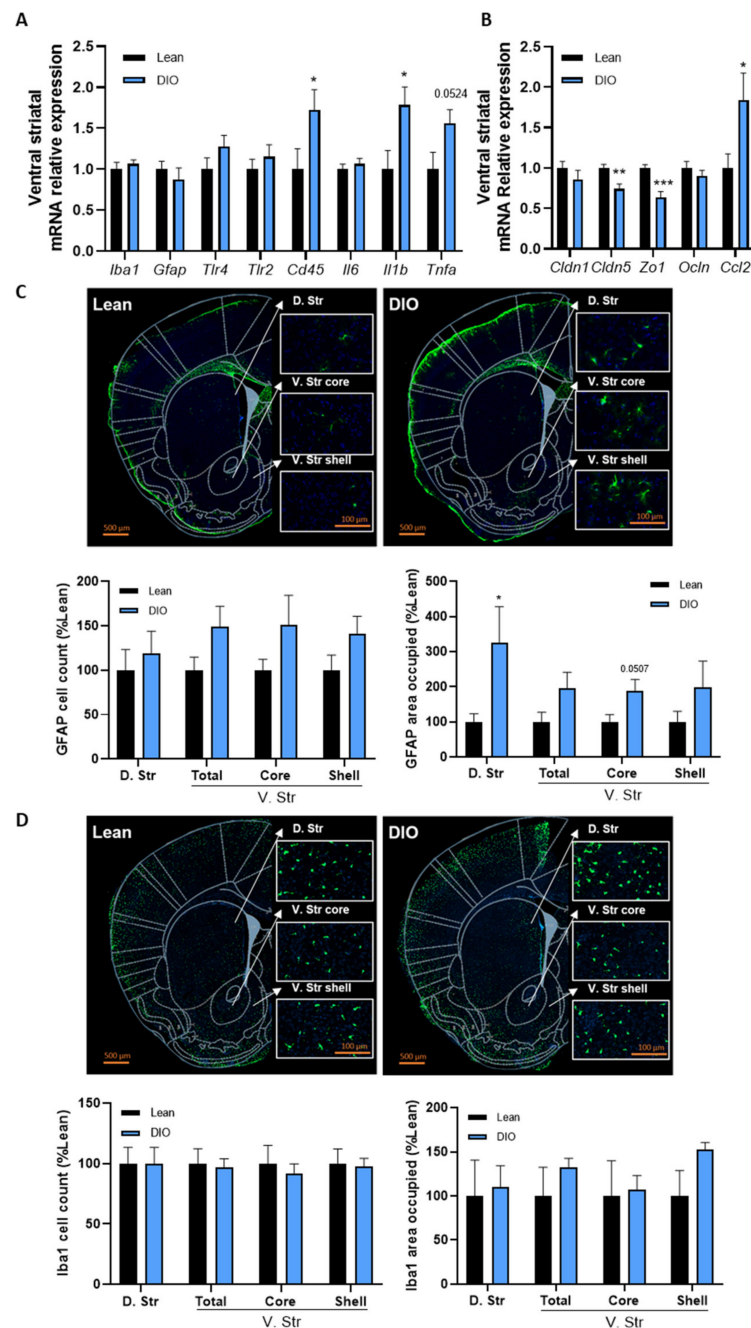 A
Ventral striatal
mRNA relative expression
2.5
2.0
1.5
1.0
0.5
0.0
Lean
DIO
*
*
0.0524
Iba1 Gfap Tlr4 Tlr2 Cd45 Il6 Il1b Tnfa
B
Ventral striatal
mRNA Relative expression
2.5
2.0
1.5
1.0
0.5
0.0
Lean
DIO
**
***
*
Cldn1 Cldn5 Zo1 Ocln Ccl2
C
Lean
D. Str
V. Str core
V. Str shell
500 μm
100 μm
DIO
D. Str
V. Str core
V. Str shell
500 μm
100 μm
GFAP cell count (%Lean)
200
150
100
50
0
Lean
DIO
D. Str Total Core Shell
V. Str
GFAP area occupied (%Lean)
500
400
300
200
100
0
Lean
DIO
*
0.0507
D. Str Total Core Shell
V. Str
D
Lean
D. Str
V. Str core
V. Str shell
500 μm
100 μm
DIO
D. Str
V. Str core
V. Str shell
500 μm
100 μm
Iba1 cell count (%Lean)
150
100
50
0
Lean
DIO
D. Str Total Core Shell
V. Str
Iba1 area occupied (%Lean)
200
150
100
50
0
Lean
DIO
D. Str Total Core Shell
V. Str